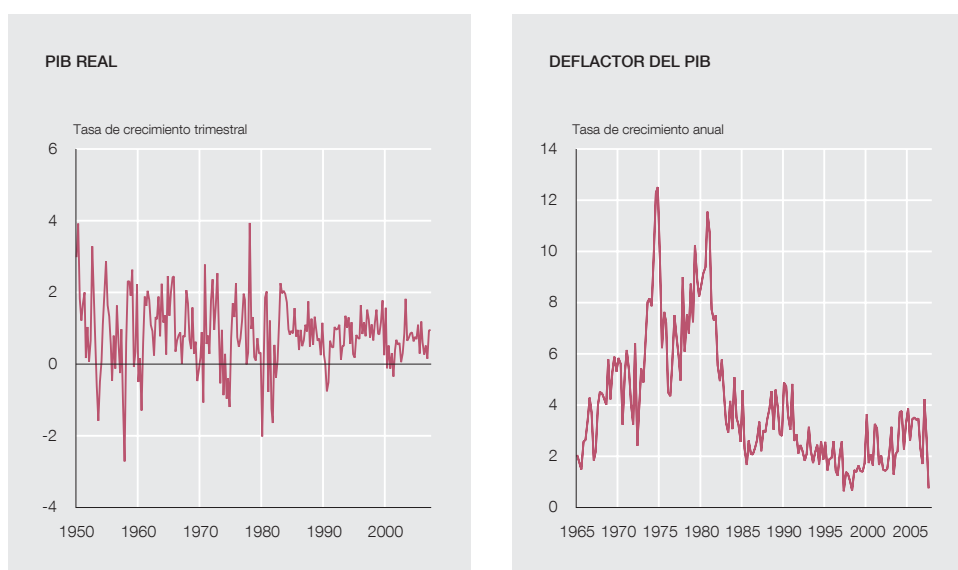 PIB REAL
Tasa de crecimiento trimestral
6
4
2
0
-2
-4
1950 1960 1970 1980 1990 2000
DEFLACTOR DEL PIB
Tasa de crecimiento anual
14
12
10
8
6
4
2
0
1965 1970 1975 1980 1985 1990 1995 2000 2005